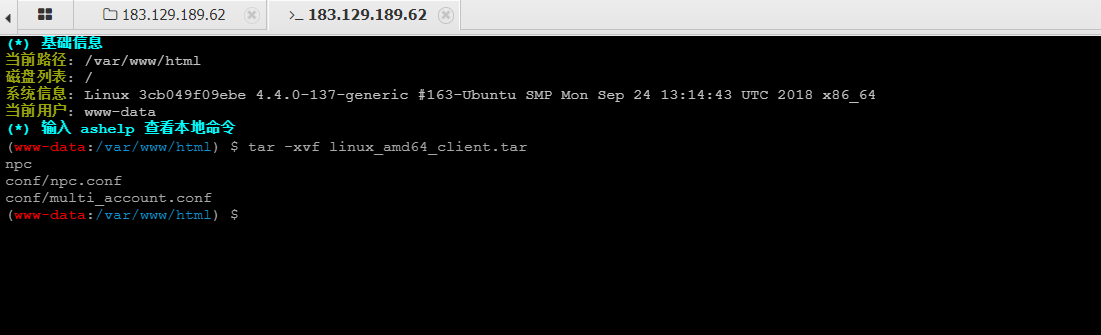 183.129.189.62 183.129.189.62
(*) 基础信息
当前路径: /var/www/html
磁盘列表: /
系统信息: Linux 3cb049f09ebe 4.4.0-137-generic #163-Ubuntu SMP Mon Sep 24 13:14:43 UTC 2018 x86_64
当前用户: www-data
(*) 输入 ashelp 查看本地命令
(www-data:/var/www/html) $ tar -xvf linux_amd64_client.tar
npc
conf/npc.conf
conf/multi_account.conf
(www-data:/var/www/html) $